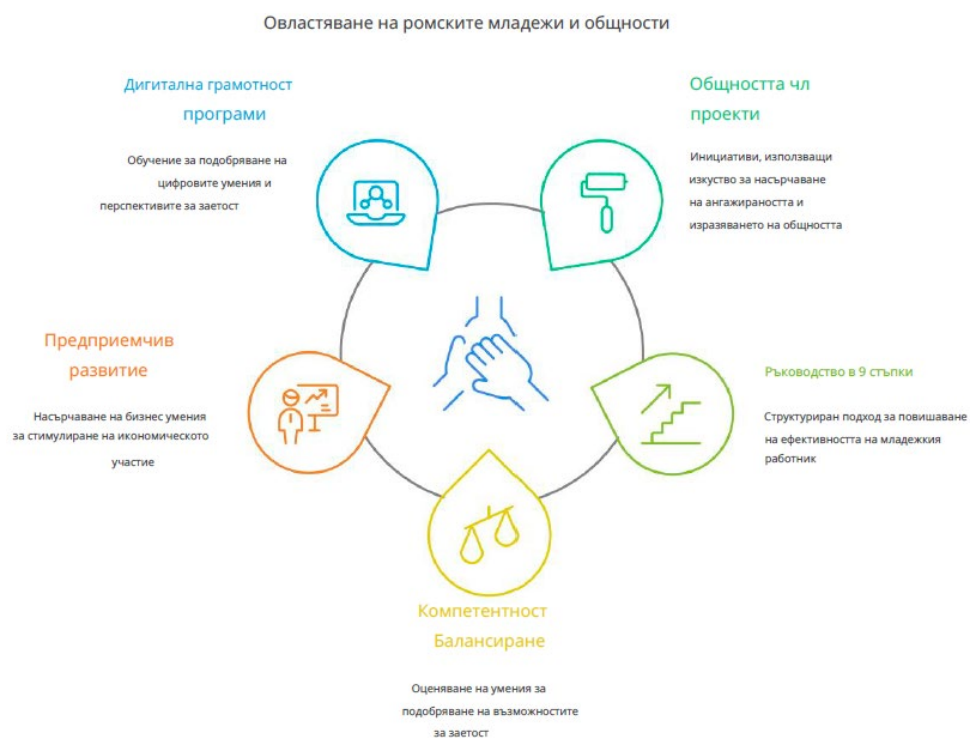 Овластяване на ромските младежи и общности
Дигитална грамотност
програми
Обучение за подобряване на
цифровите умения и
перспективите за заетост
Общността чл
проекти
Инициативи, използващи
изкуство за насърчаване
на ангажираността и
изразяването на общността
Предприемчив
развитие
Насърчаване на бизнес умения
за стимулиране на икономическото
участие
Ръководство в 9 стъпки
Структуриран подход за повишаване
на ефективността на младежкия
работник
Компетентност
Балансиране
Оценяване на умения за
подобряване на възможностите
за заетост